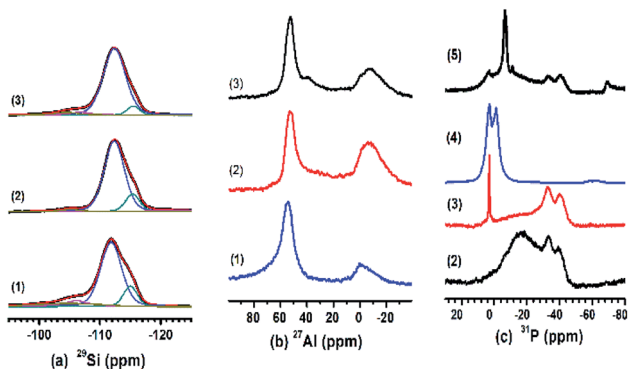 (3)
(2)
(1)
-100 -110 -120
(a) ²⁹Si (ppm)
(3)
(2)
(1)
80 60 40 20 0 -20
(b) ²⁷Al (ppm)
(5)
(4)
(3)
(2)
20 0 -20 -40 -60 -80
(c) ³¹P (ppm)